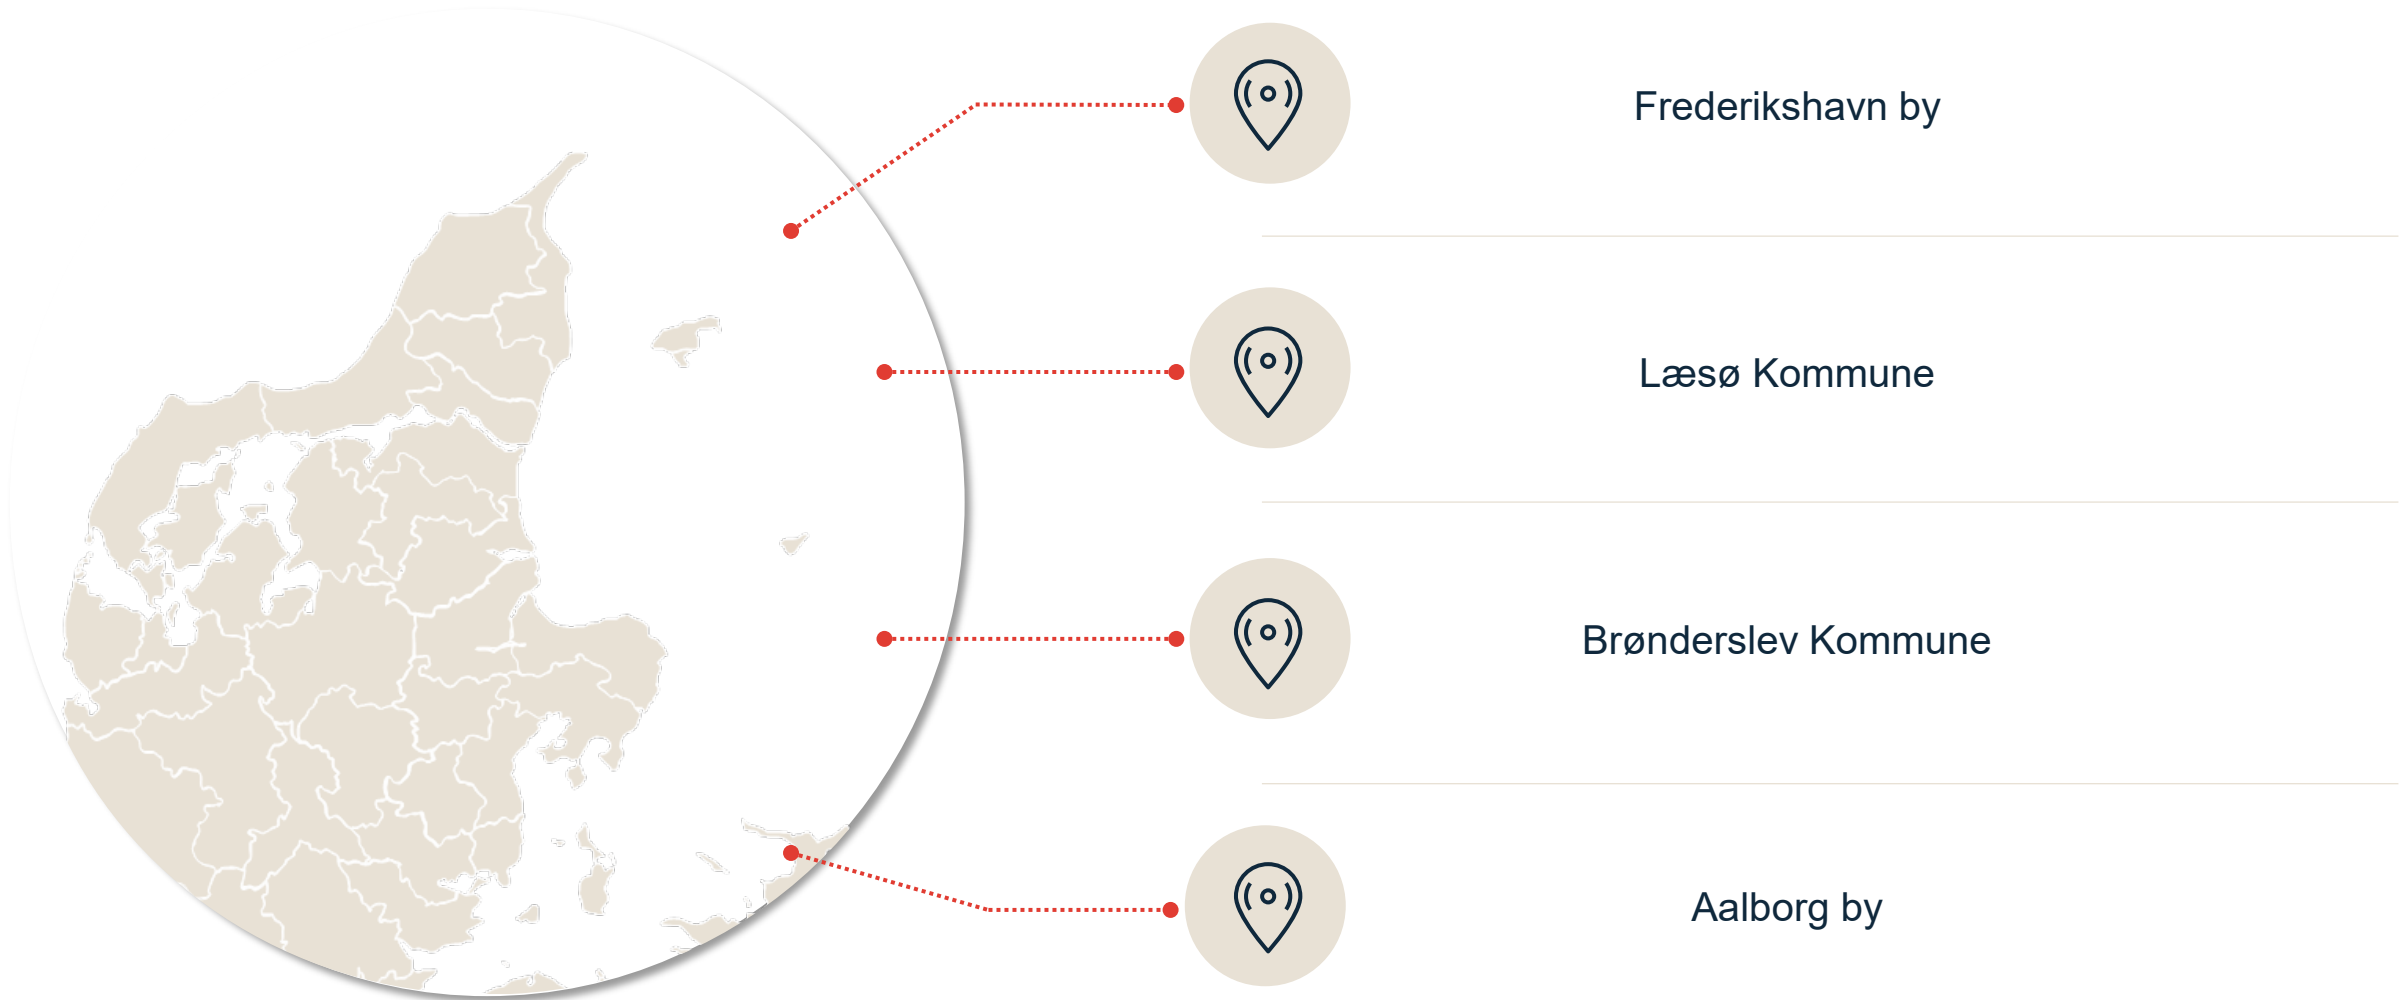 Frederikshavn by
Læsø Kommune
Brønderslev Kommune
Aalborg by